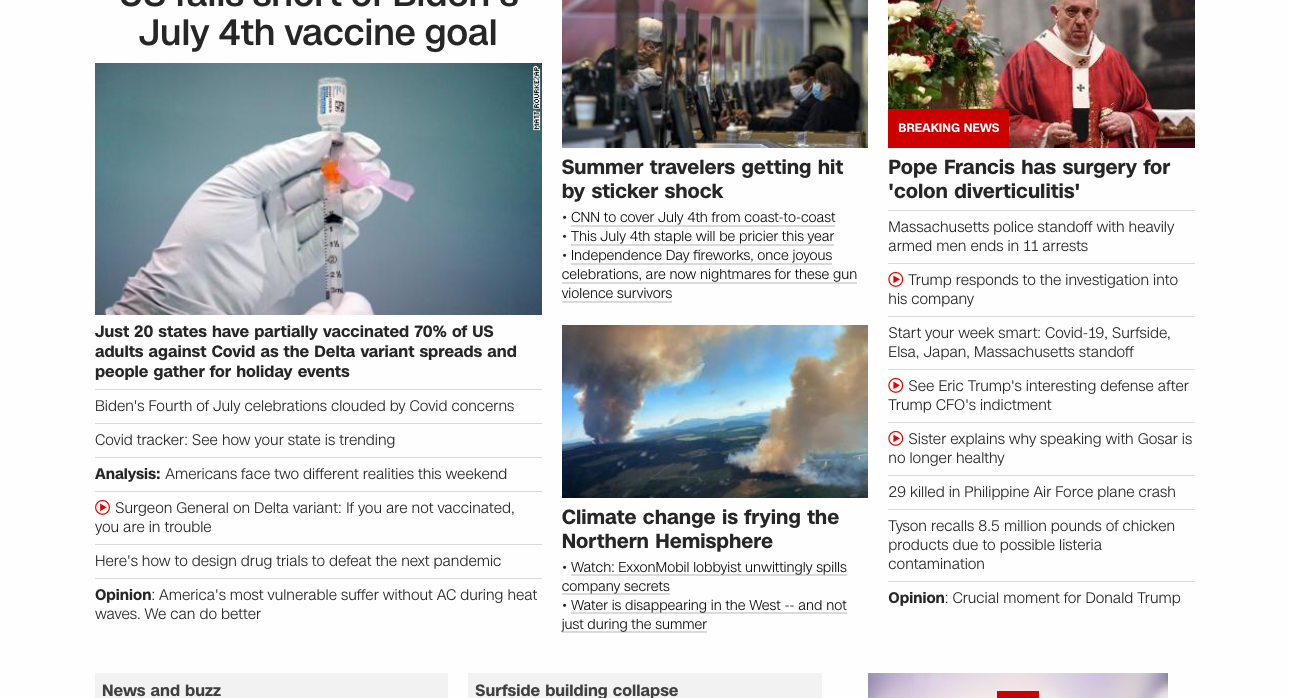 US falls short of Biden's
July 4th vaccine goal
MATT ROURKE/AP
Just 20 states have partially vaccinated 70% of US
adults against Covid as the Delta variant spreads and
people gather for holiday events
Biden's Fourth of July celebrations clouded by Covid concerns
Covid tracker: See how your state is trending
Analysis: Americans face two different realities this weekend
Surgeon General on Delta variant: If you are not vaccinated,
you are in trouble
Here's how to design drug trials to defeat the next pandemic
Opinion: America's most vulnerable suffer without AC during heat
waves. We can do better
Summer travelers getting hit
by sticker shock
• CNN to cover July 4th from coast-to-coast
• This July 4th staple will be pricier this year
• Independence Day fireworks, once joyous
celebrations, are now nightmares for these gun
violence survivors
Climate change is frying the
Northern Hemisphere
• Watch: ExxonMobil lobbyist unwittingly spills
company secrets
• Water is disappearing in the West -- and not
just during the summer
BREAKING NEWS
Pope Francis has surgery for
'colon diverticulitis'
Massachusetts police standoff with heavily
armed men ends in 11 arrests
Trump responds to the investigation into
his company
Start your week smart: Covid-19, Surfside,
Elsa, Japan, Massachusetts standoff
See Eric Trump's interesting defense after
Trump CFO's indictment
Sister explains why speaking with Gosar is
no longer healthy
29 killed in Philippine Air Force plane crash
Tyson recalls 8.5 million pounds of chicken
products due to possible listeria
contamination
Opinion: Crucial moment for Donald Trump
News and buzz
Surfside building collapse